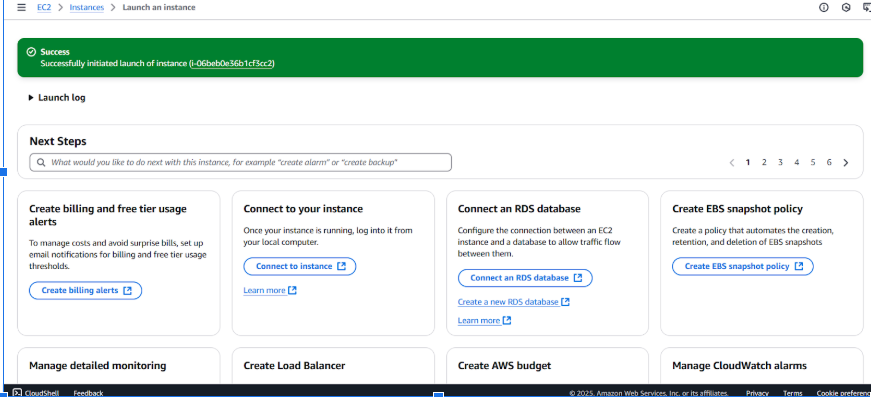 EC2 > Instances > Launch an instance
Success
Successfully initiated launch of instance (i-06beb0e36b1cf3cc2)
Launch log
Next Steps
What would you like to do next with this instance, for example "create alarm" or "create backup"
< 1 2 3 4 5 6 >
Create billing and free tier usage
alerts
To manage costs and avoid surprise bills, set up
email notifications for billing and free tier usage
thresholds.
Create billing alerts
Connect to your instance
Once your instance is running, log into it from
your local computer.
Connect to instance
Learn more
Connect an RDS database
Configure the connection between an EC2
instance and a database to allow traffic flow
between them.
Connect an RDS database
Create a new RDS database
Learn more
Create EBS snapshot policy
Create a policy that automates the creation,
retention, and deletion of EBS snapshots
Create EBS snapshot policy
Manage detailed monitoring
Create Load Balancer
Create AWS budget
Manage CloudWatch alarms
CloudShell Feedback © 2025, Amazon Web Services, Inc. or its affiliates. Privacy Terms Cookie preferenc